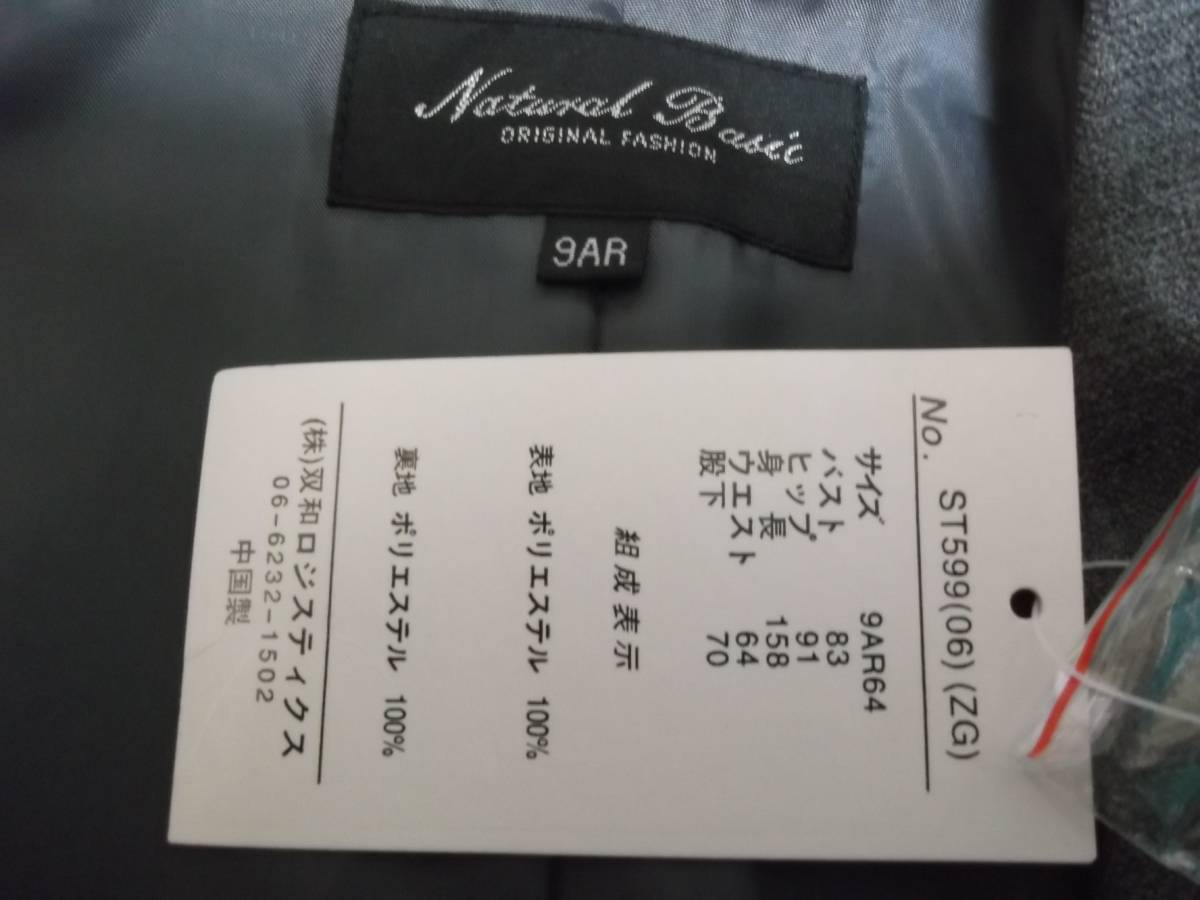 Natural Basic
ORIGINAL FASHION
9AR
No. ST599(06)(ZG)
サイズ 9AR64
バスト 83
ヒップ 91
身長 158
ウエスト 64
股下 70
組成表示
表地 ポリエステル 100%
裏地 ポリエステル 100%
(株)双和ロジスティクス
06-6232-1502
中国製